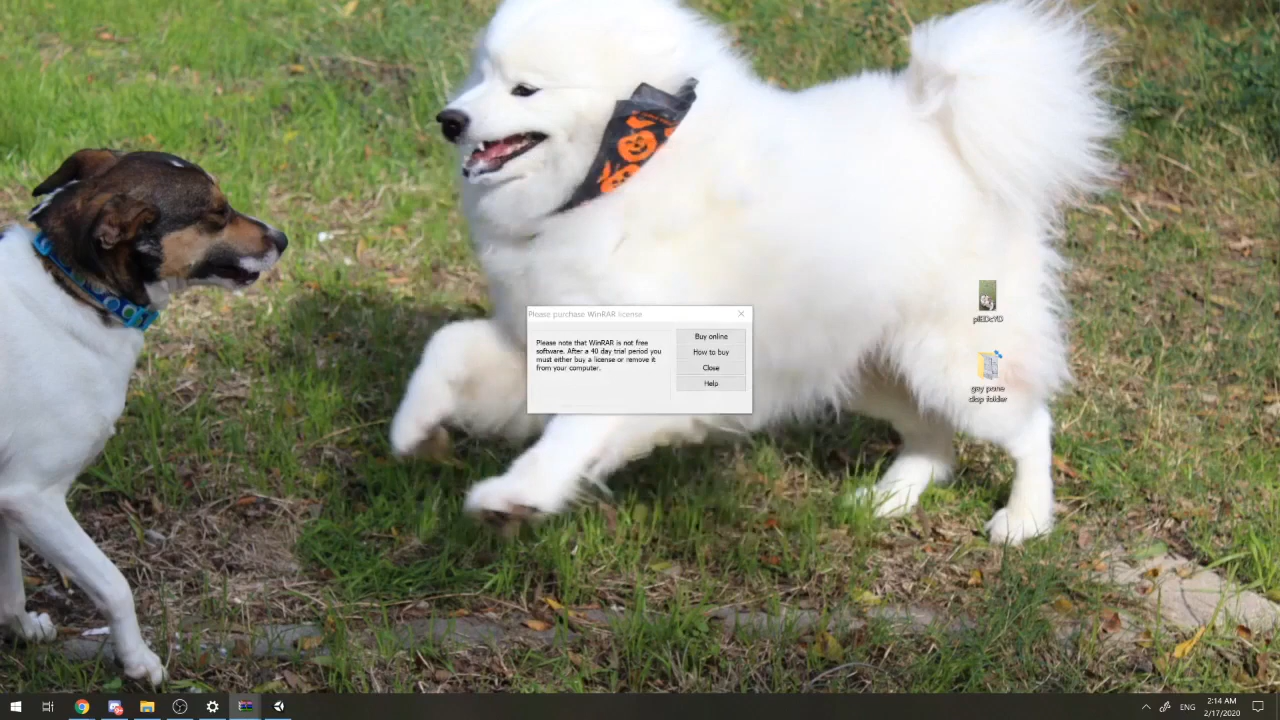 Please purchase WinRAR license
Please note that WinRAR is not free
software. After a 40 day trial period you
must either buy a license or remove it
from your computer.
Buy online
How to buy
Close
Help
clop folder
ENG
2:14 AM
2/17/2020